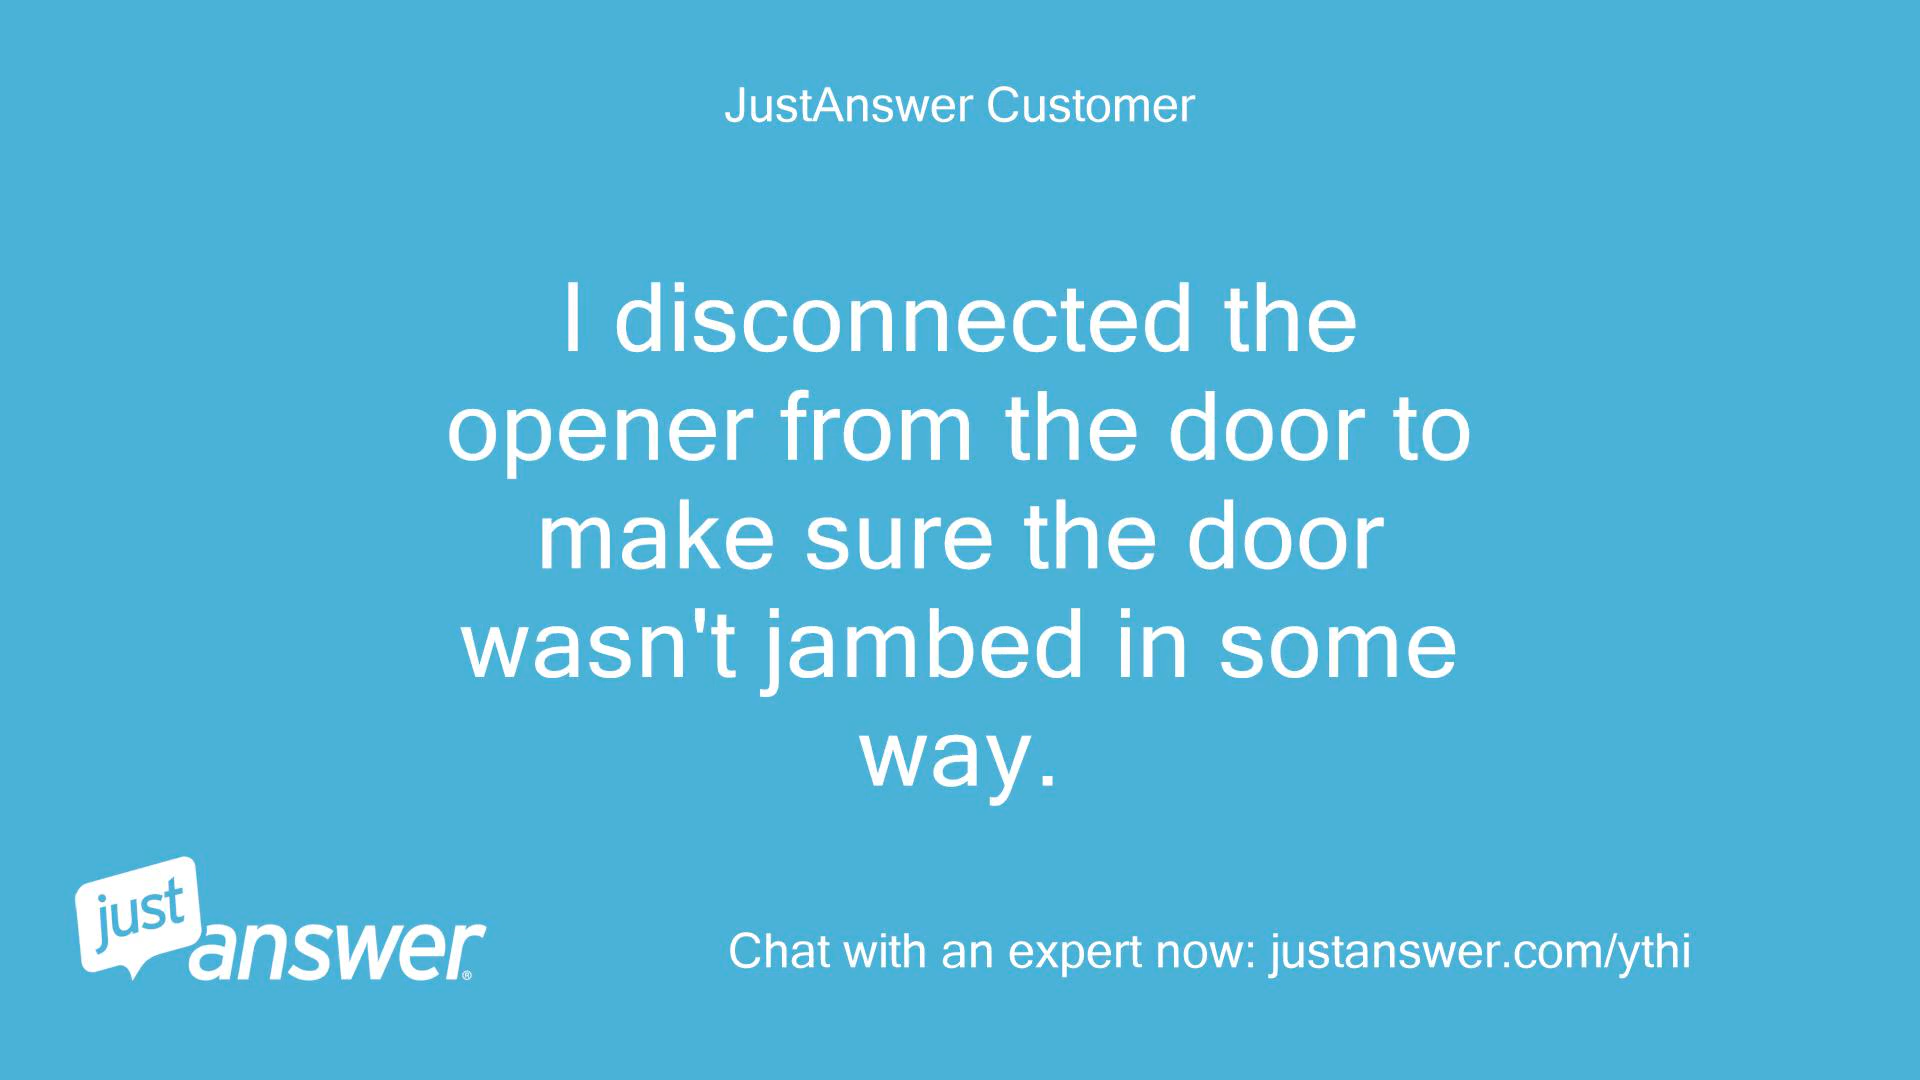 JustAnswer Customer
I disconnected the
opener from the door to
make sure the door
wasn't jambed in some
way.
just
answer®
Chat with an expert now: justanswer.com/ythi